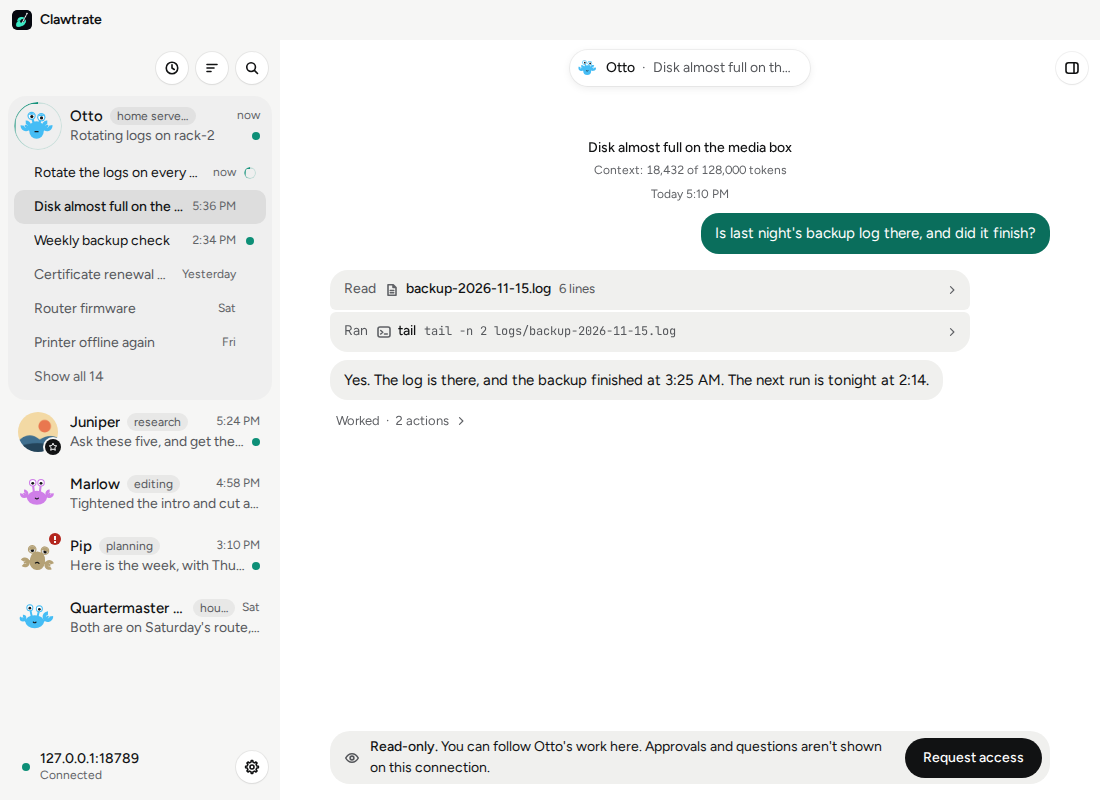 Clawtrate
Otto home serve... now
Rotating logs on rack-2
Rotate the logs on every ... now
Disk almost full on the ... 5:36 PM
Weekly backup check 2:34 PM
Certificate renewal ... Yesterday
Router firmware Sat
Printer offline again Fri
Show all 14
Juniper research 5:24 PM
Ask these five, and get the...
Marlow editing 4:58 PM
Tightened the intro and cut a...
Pip planning 3:10 PM
Here is the week, with Thu...
Quartermaster ... hou... Sat
Both are on Saturday's route,...
127.0.0.1:18789
Connected
Otto · Disk almost full on th...
Disk almost full on the media box
Context: 18,432 of 128,000 tokens
Today 5:10 PM
Is last night's backup log there, and did it finish?
Read backup-2026-11-15.log 6 lines
Ran tail tail -n 2 logs/backup-2026-11-15.log
Yes. The log is there, and the backup finished at 3:25 AM. The next run is tonight at 2:14.
Worked · 2 actions
Read-only. You can follow Otto's work here. Approvals and questions aren't shown
on this connection.
Request access